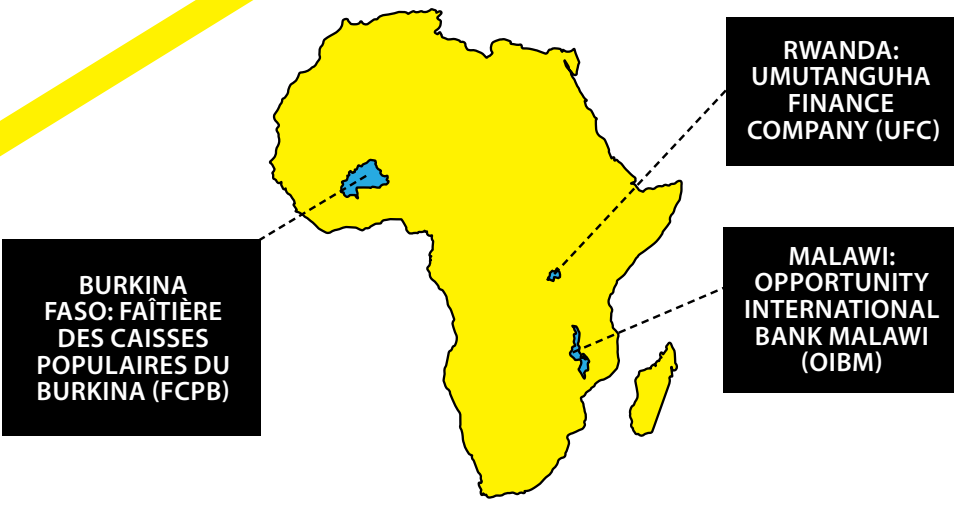 RWANDA:
UMUTANGUHA
FINANCE
COMPANY (UFC)
BURKINA
FASO: FAÎTIÈRE
DES CAISSES
POPULAIRES DU
BURKINA (FCPB)
MALAWI:
OPPORTUNITY
INTERNATIONAL
BANK MALAWI
(OIBM)